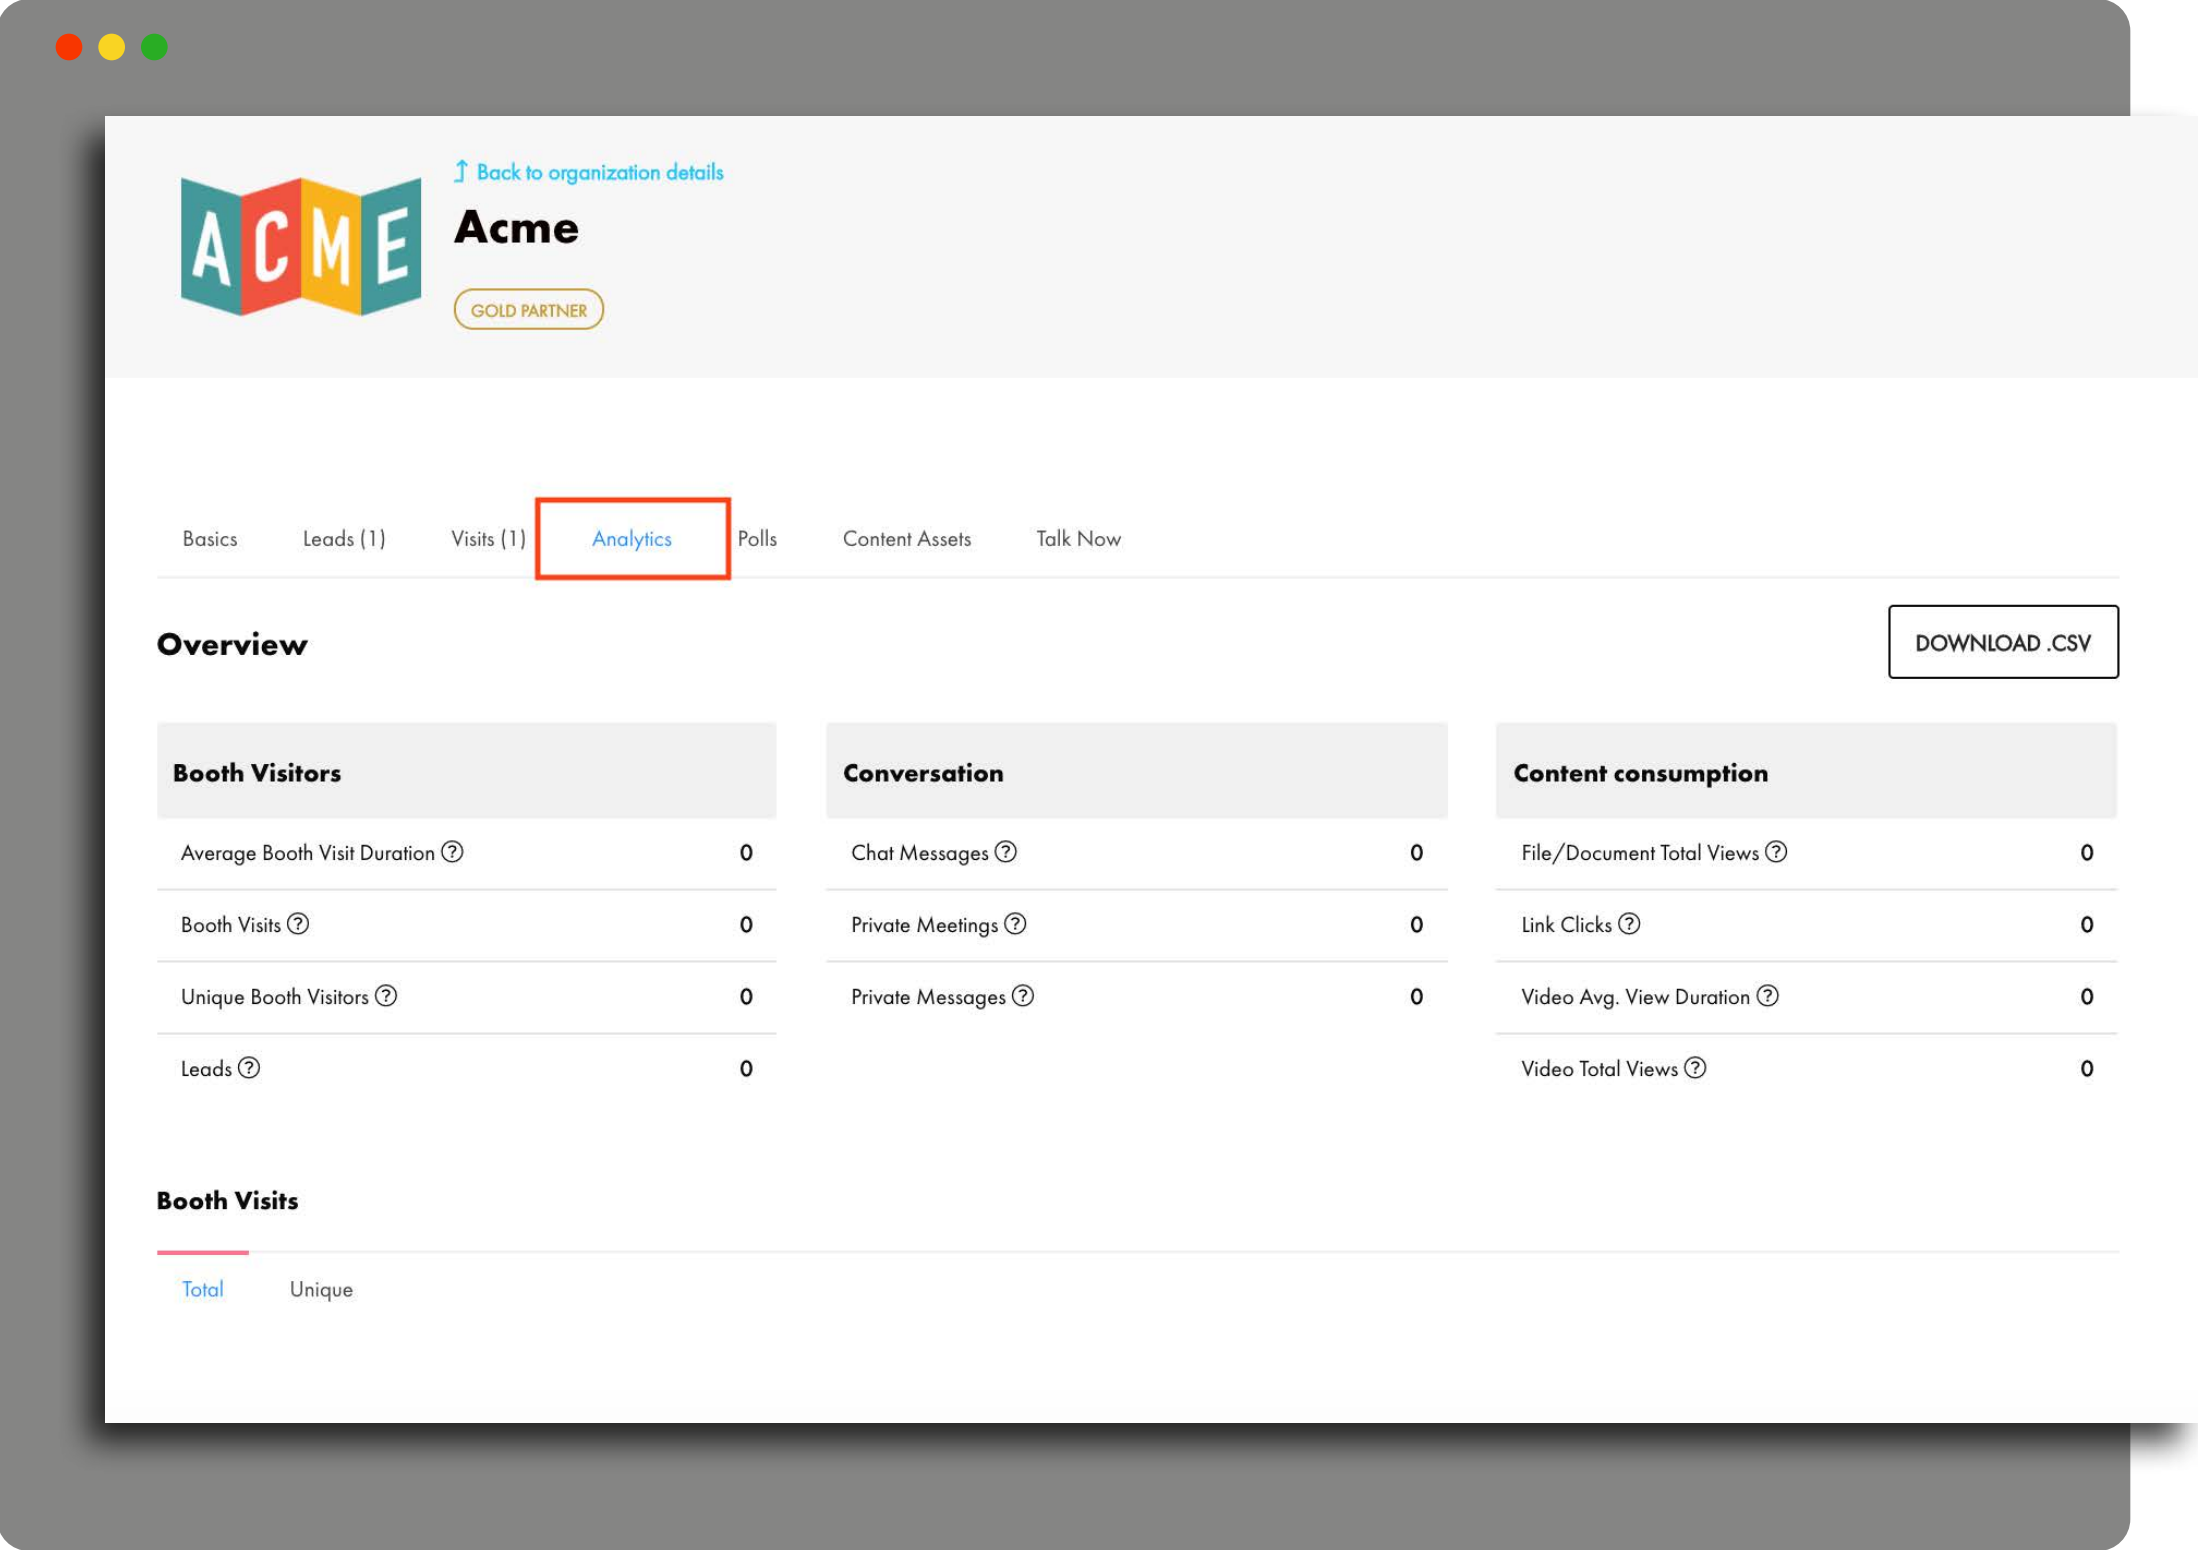 ACME
Back to organization details
Acme
GOLD PARTNER
Basics Leads (1) Visits (1) Analytics Polls Content Assets Talk Now
Overview
DOWNLOAD .CSV
Booth Visitors
Average Booth Visit Duration ? 0
Booth Visits ? 0
Unique Booth Visitors ? 0
Leads ? 0
Conversation
Chat Messages ? 0
Private Meetings ? 0
Private Messages ? 0
Content consumption
File/Document Total Views ? 0
Link Clicks ? 0
Video Avg. View Duration ? 0
Video Total Views ? 0
Booth Visits
Total Unique